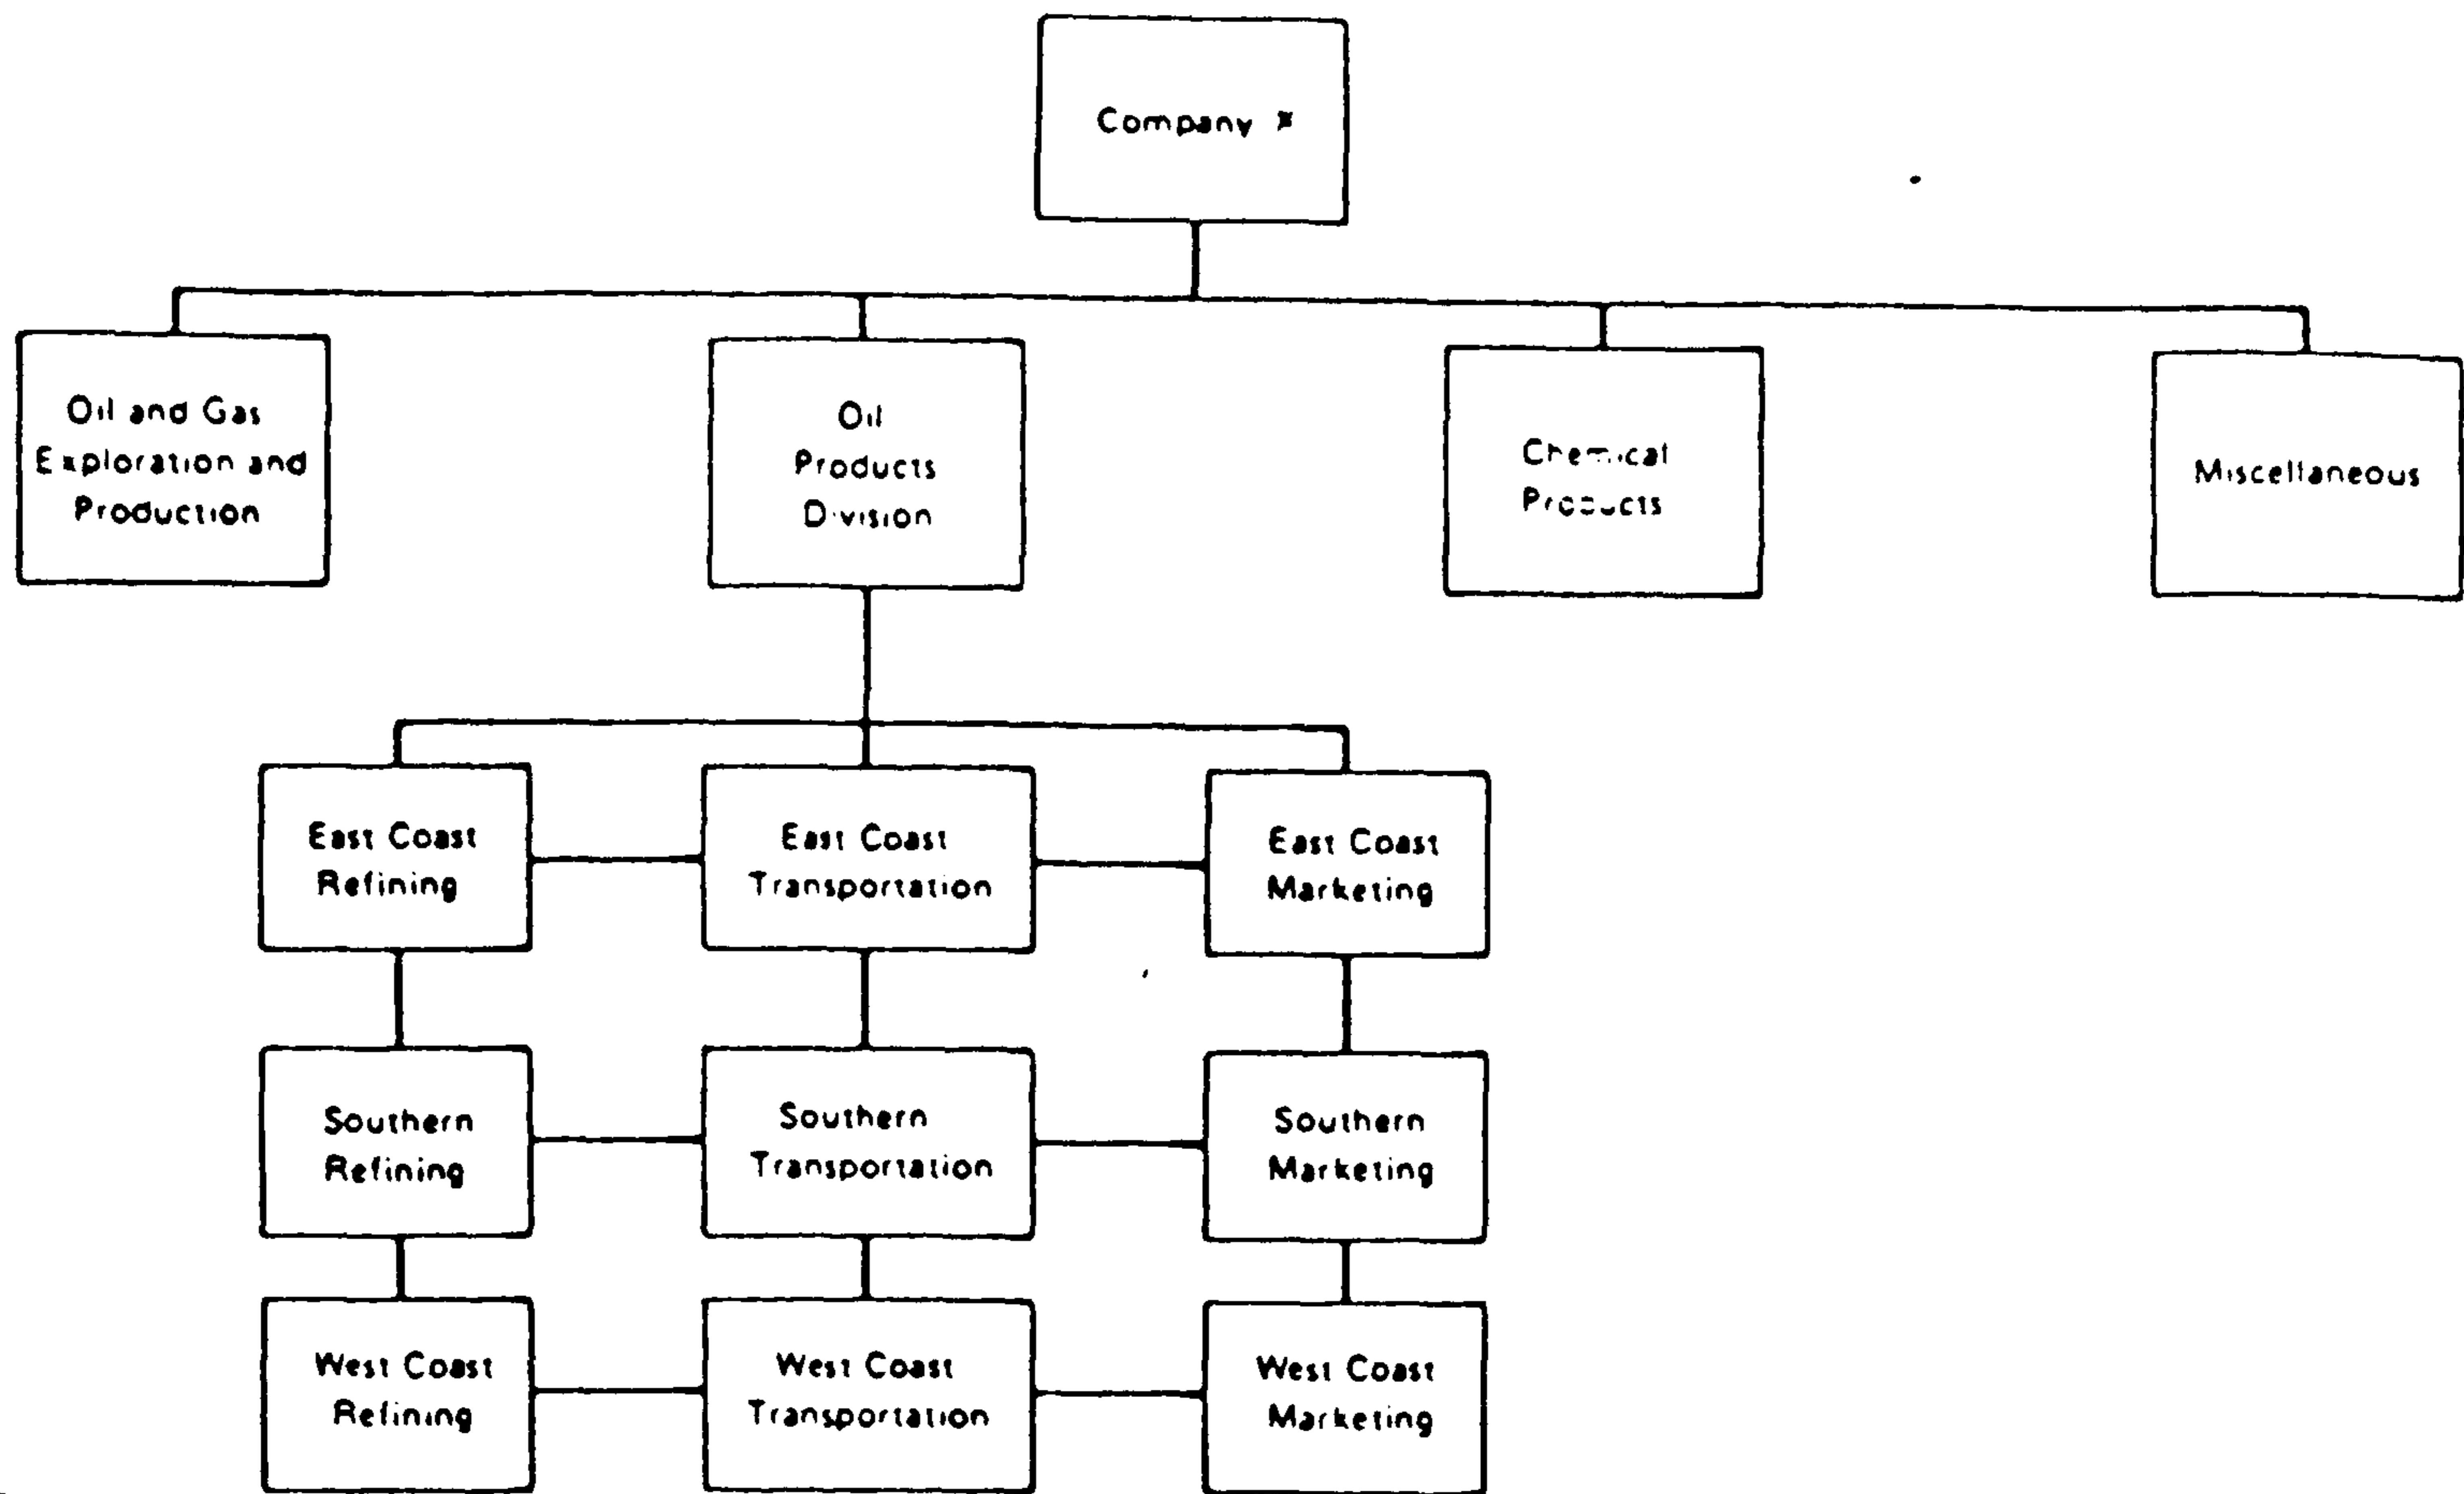 Company x
Oil and Gas
Exploration and
Production
Oil
Products
Division
Chemical
Products
Miscellaneous
East Coast
Refining
East Coast
Transportation
East Coast
Marketing
Southern
Refining
Southern
Transportation
Southern
Marketing
West Coast
Refining
West Coast
Transportation
West Coast
Marketing